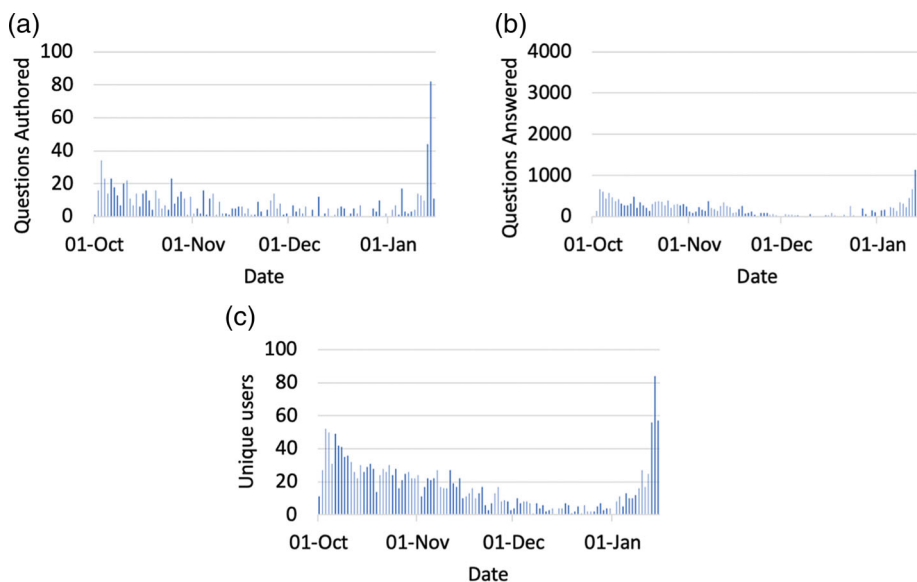 (a)
Questions Authored
100
80
60
40
20
0
01-Oct 01-Nov 01-Dec 01-Jan
Date
(b)
Questions Answered
4000
3000
2000
1000
0
01-Oct 01-Nov 01-Dec 01-Jan
Date
(c)
Unique users
100
80
60
40
20
0
01-Oct 01-Nov 01-Dec 01-Jan
Date